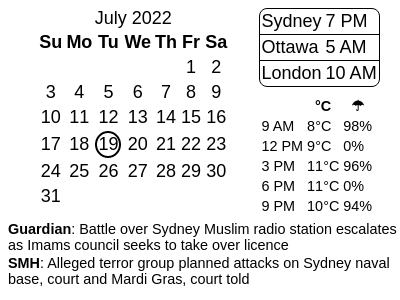 July 2022
Su Mo Tu We Th Fr Sa
1 2
3 4 5 6 7 8 9
10 11 12 13 14 15 16
17 18 19 20 21 22 23
24 25 26 27 28 29 30
31
Sydney 7 PM
Ottawa 5 AM
London 10 AM
°C ☂
9 AM 8°C 98%
12 PM 9°C 0%
3 PM 11°C 96%
6 PM 11°C 0%
9 PM 10°C 94%
Guardian: Battle over Sydney Muslim radio station escalates
as Imams council seeks to take over licence
SMH: Alleged terror group planned attacks on Sydney naval
base, court and Mardi Gras, court told